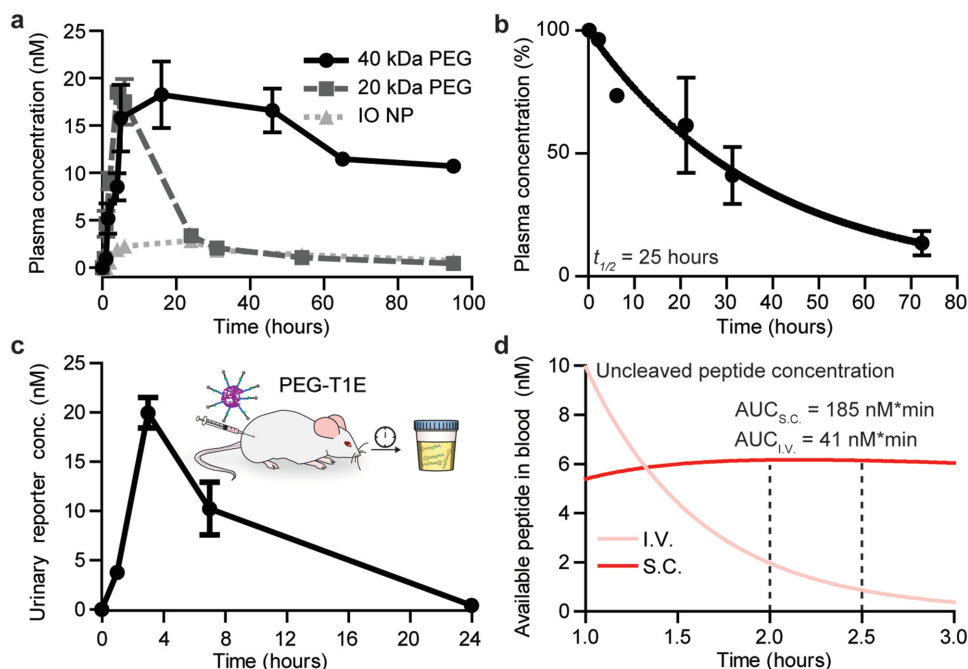 a
Plasma concentration (nM)
25
20
15
10
5
0
0 20 40 60 80 100
Time (hours)
40 kDa PEG
20 kDa PEG
IO NP
b
Plasma concentration (%)
100
50
0
0 10 20 30 40 50 60 70 80
Time (hours)
t1/2 = 25 hours
c
Urinary reporter conc. (nM)
25
20
15
10
5
0
0 4 8 12 16 20 24
Time (hours)
PEG-T1E
d
Available peptide in blood (nM)
10
8
6
4
2
0
1.0 1.5 2.0 2.5 3.0
Time (hours)
Uncleaved peptide concentration
AUCS.C. = 185 nM*min
AUCI.V. = 41 nM*min
I.V.
S.C.